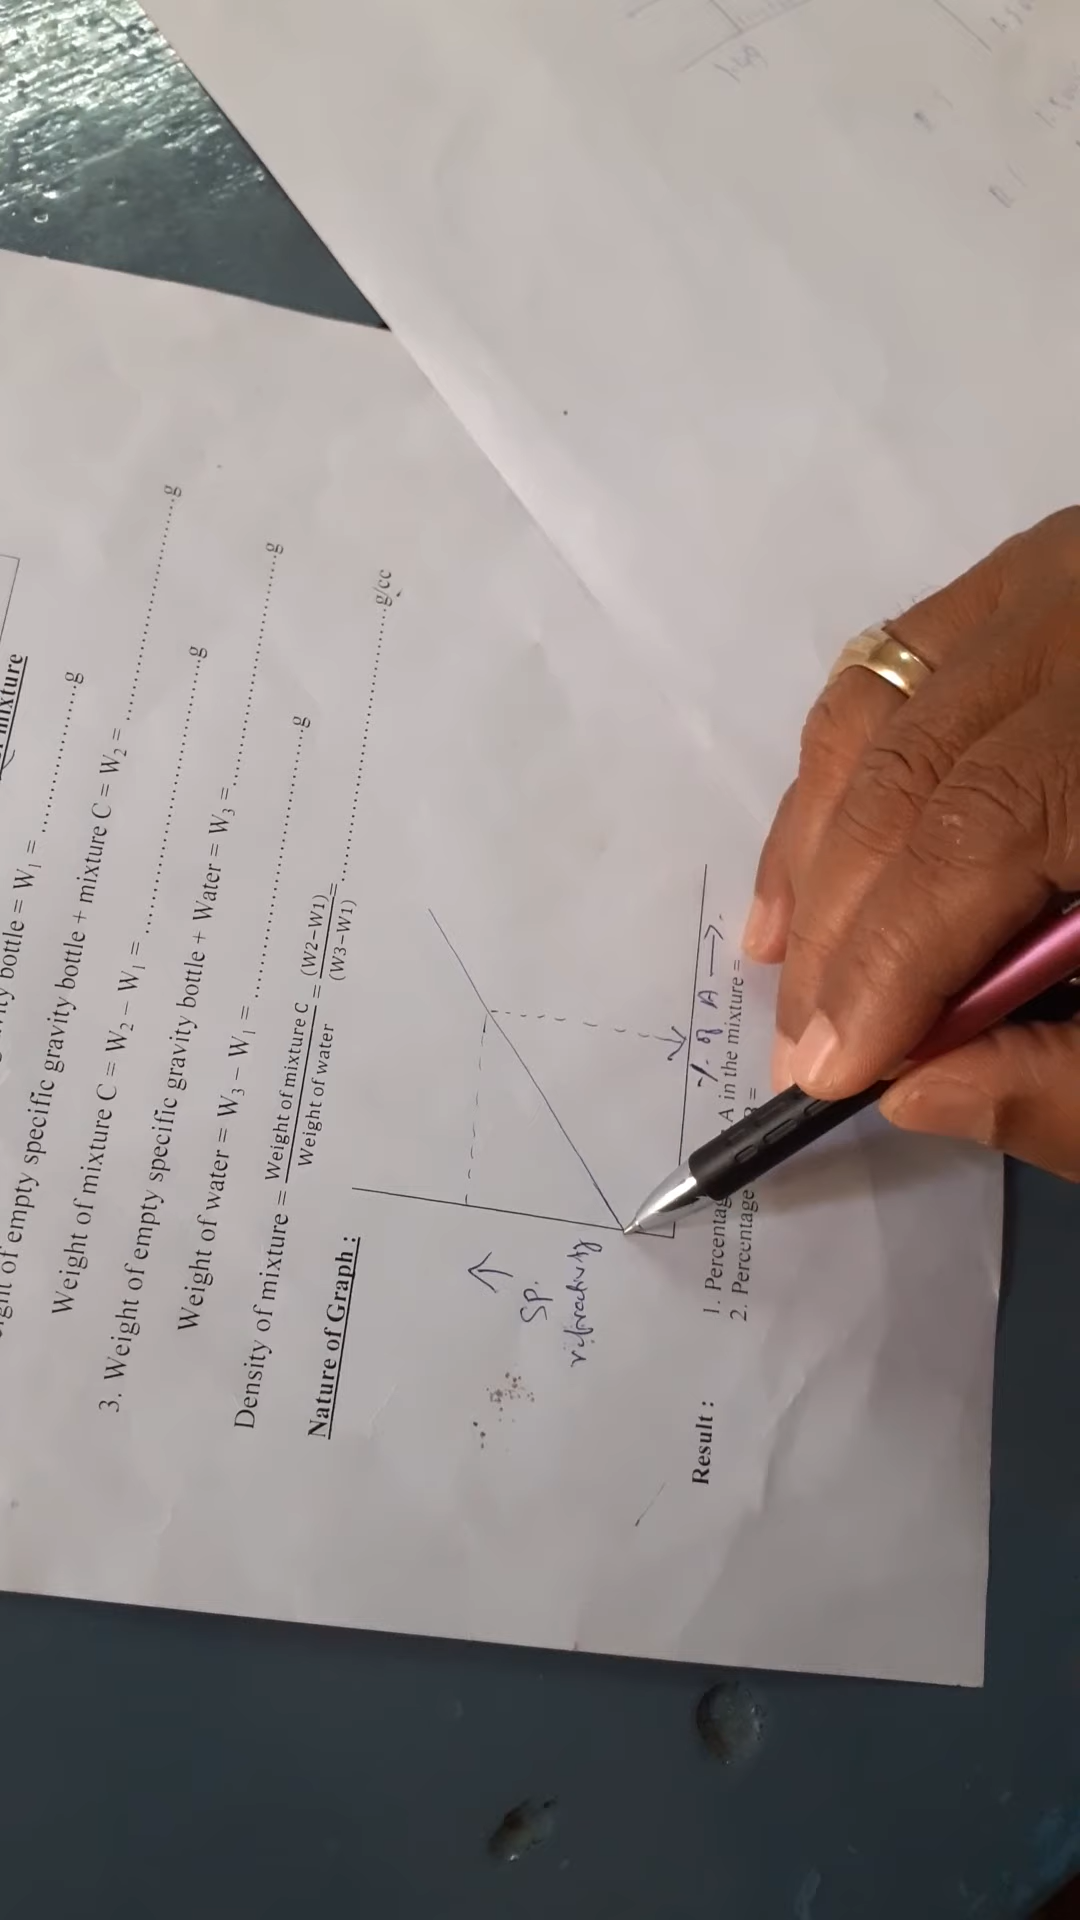 mixture
of empty specific gravity bottle + mixture C = W₂ = ....................g
bottle = W₁ = ....................g
Weight of mixture C = W₂ – W₁ = ....................g
3. Weight of empty specific gravity bottle + Water = W₃ = ....................g
Weight of water = W₃ – W₁ = ....................g
Density of mixture = Weight of mixture C / Weight of water = (W2–W1) / (W3–W1) = ....................g/cc
Nature of Graph :
↑
Sp.
refractivity
% of A →
Result :
1. Percentag A in the mixture =
2. Percentage =